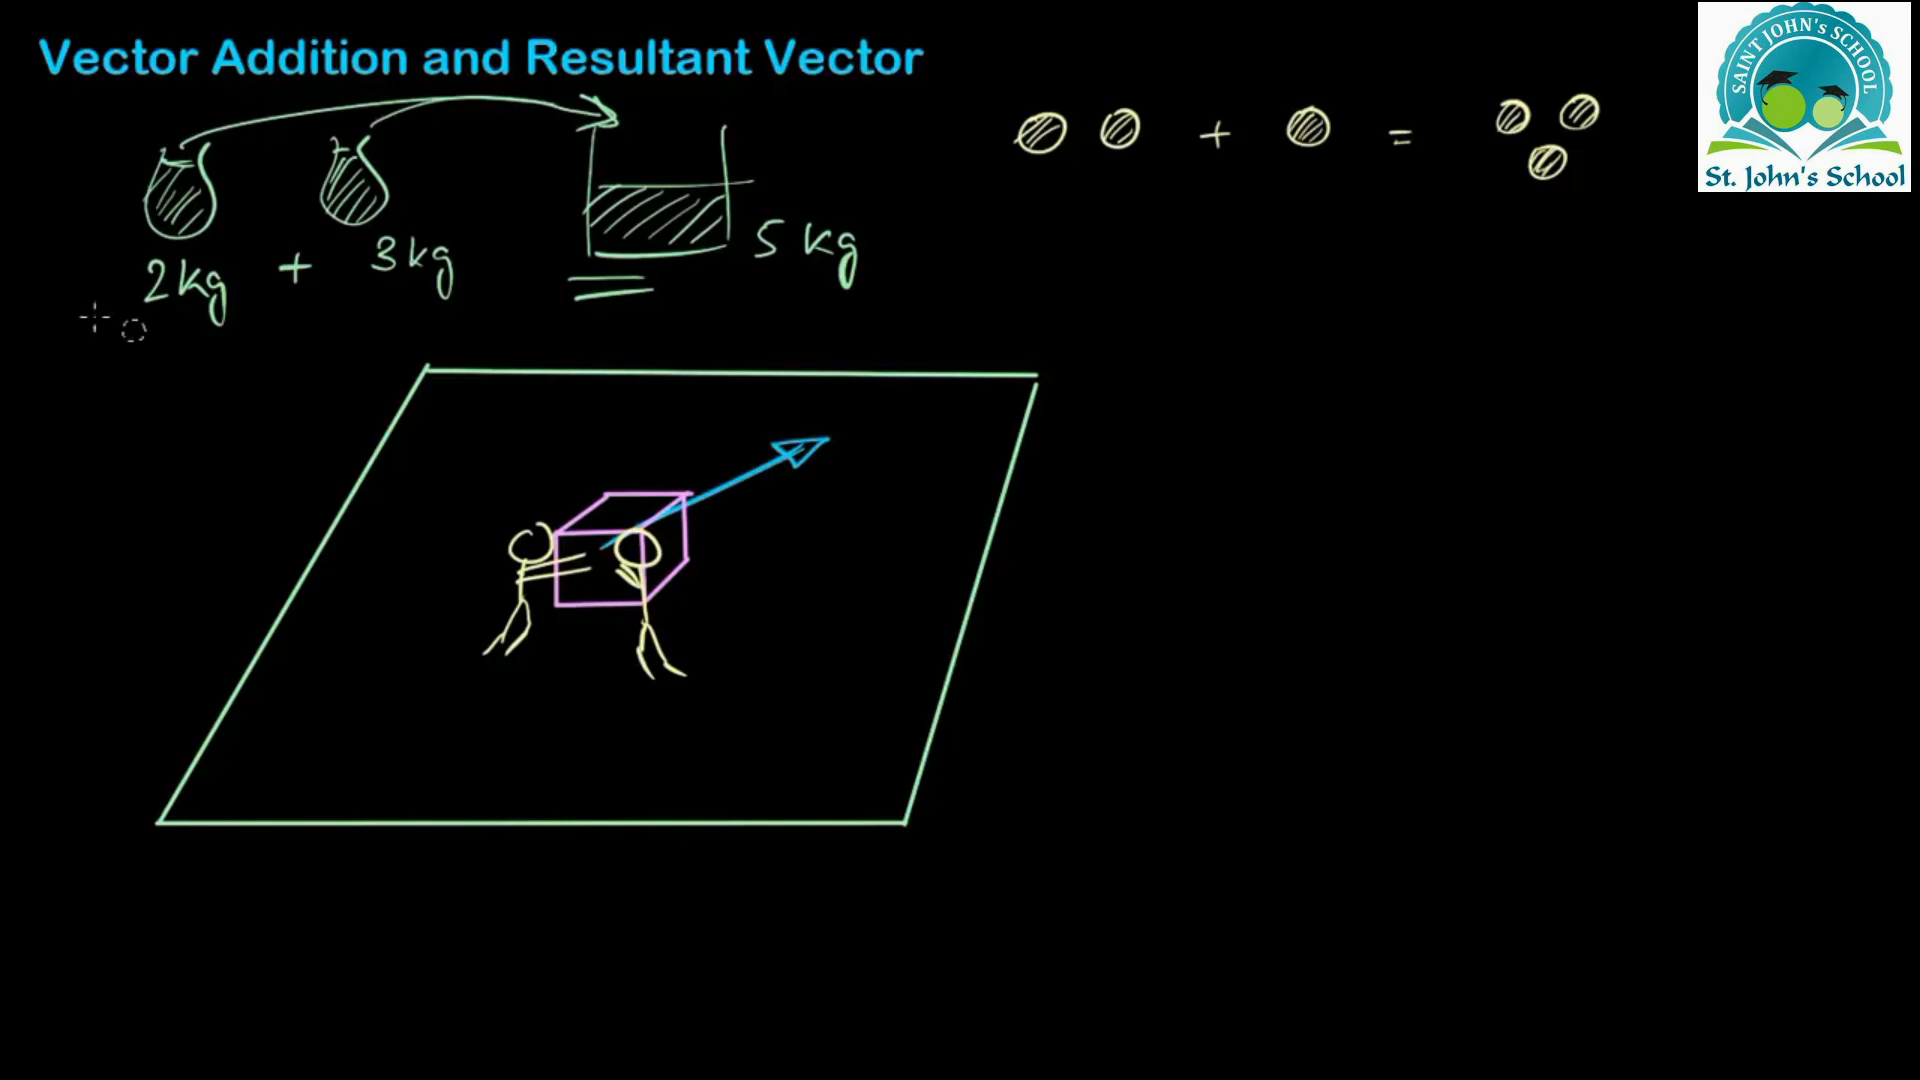 Vector Addition and Resultant Vector
SAINT JOHN's SCHOOL
St. John's School
+ =
2kg + 3kg
5 kg